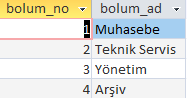 bolum_no bolum_ad
1 Muhasebe
2 Teknik Servis
3 Yönetim
4 Arşiv